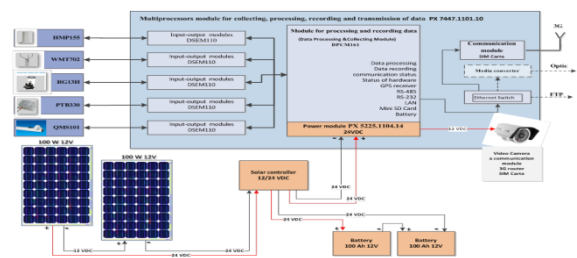 Multiprocessors module for collecting, processing, recording and transmission of data PX 7447.1101.10
HMP155
WMT702
BG13H
PTB330
QMS101
Input-output modules
DSEM110
Input-output modules
DSEM110
Input-output modules
DSEM110
Input-output modules
DSEM110
Input-output modules
DSEM110
Module for processing and recording data
(Data Processing &Collecting Module)
DPCM161
Data processing
Data recording
communication status
Status of hardware
GPS receiver
RS-485
RS-232
LAN
Mini SD Card
Battery
Power module PX 5225.1104.14
24VDC
Communication
module
SIM Carto
Media converter
Ethernet Switch
M2
Optic
FTP
12 VDC
Video Camera
a communication
module
3G router
SIM Carte
100 W 12V
100 W 12V
Solar controller
12/24 VDC
24 VDC
24 VDC
24 VDC
24 VDC
12 VDC
24 VDC
24 VDC
Battery
100 Ah 12V
Battery
100 Ah 12V